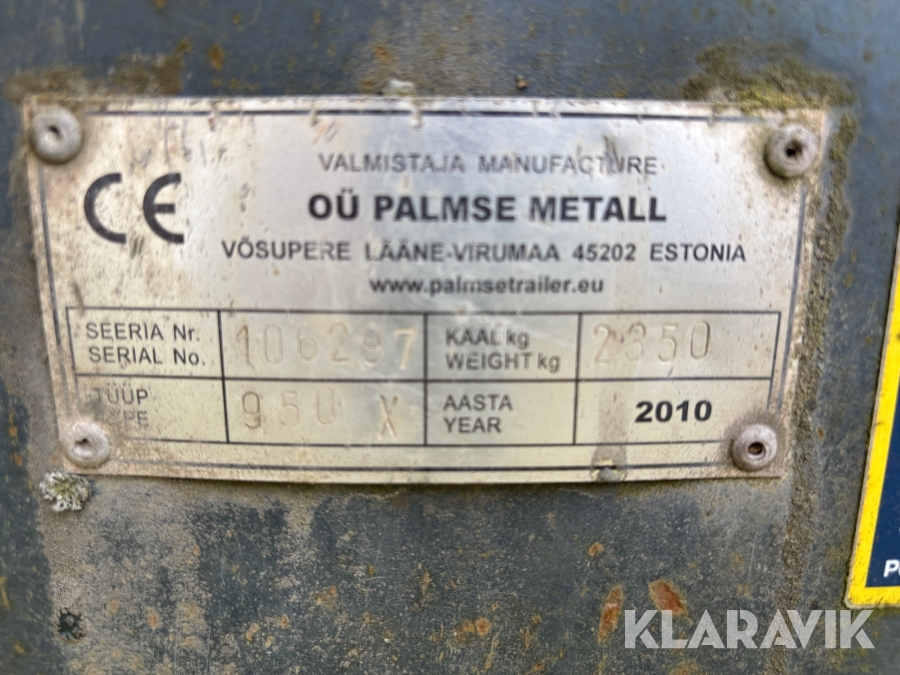 VALMISTAJA MANUFACTURE
CE
OÜ PALMSE METALL
VÕSUPERE LÄÄNE-VIRUMAA 45202 ESTONIA
www.palmsetrailer.eu
SEERIA Nr. SERIAL No. 106297 KAAL kg WEIGHT kg 2350
TÜÜP 950 X AASTA YEAR 2010
KLARAVIK